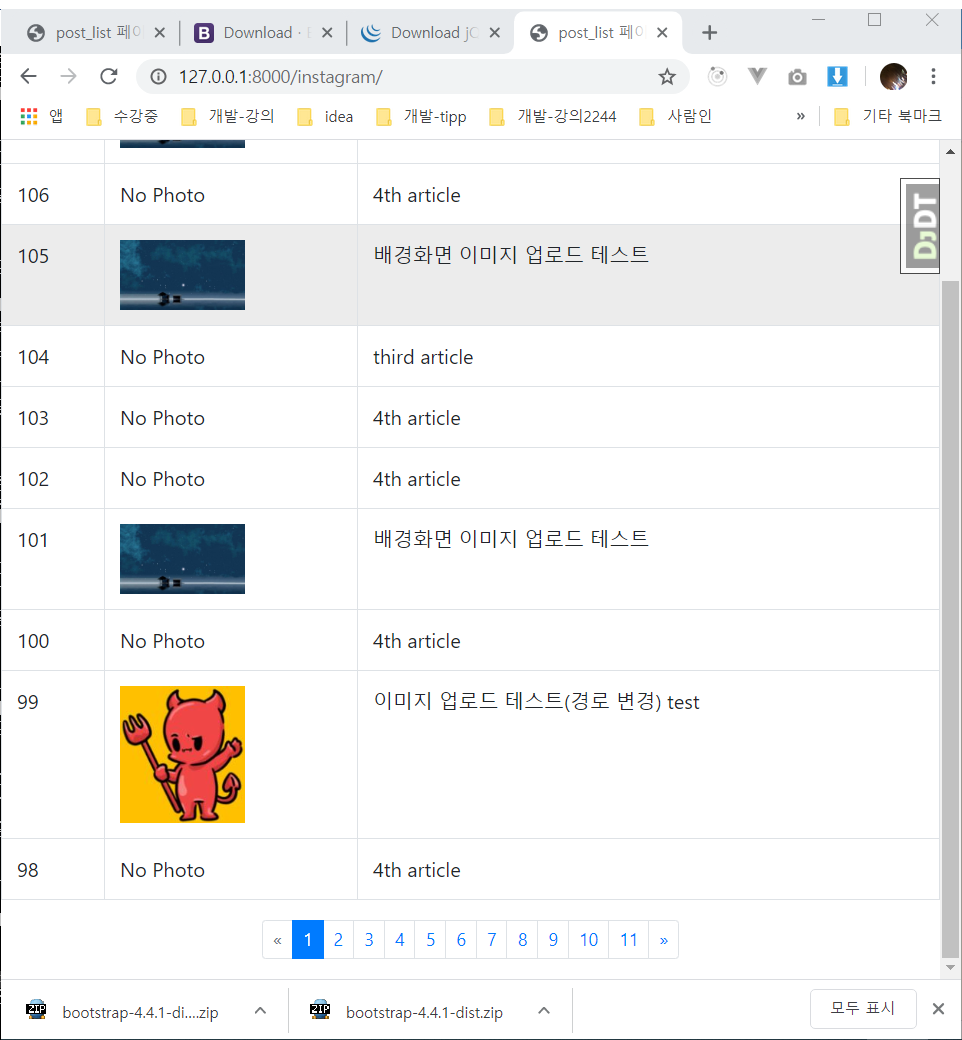 post_list 페이
Download ·
Download jQ
post_list 페이
127.0.0.1:8000/instagram/
앱 수강중 개발-강의 idea 개발-tipp 개발-강의2244 사람인 » 기타 북마크
106 No Photo 4th article
DJDT
105 배경화면 이미지 업로드 테스트
104 No Photo third article
103 No Photo 4th article
102 No Photo 4th article
101 배경화면 이미지 업로드 테스트
100 No Photo 4th article
99 이미지 업로드 테스트(경로 변경) test
98 No Photo 4th article
« 1 2 3 4 5 6 7 8 9 10 11 »
ZIP bootstrap-4.4.1-di....zip ZIP bootstrap-4.4.1-dist.zip 모두 표시